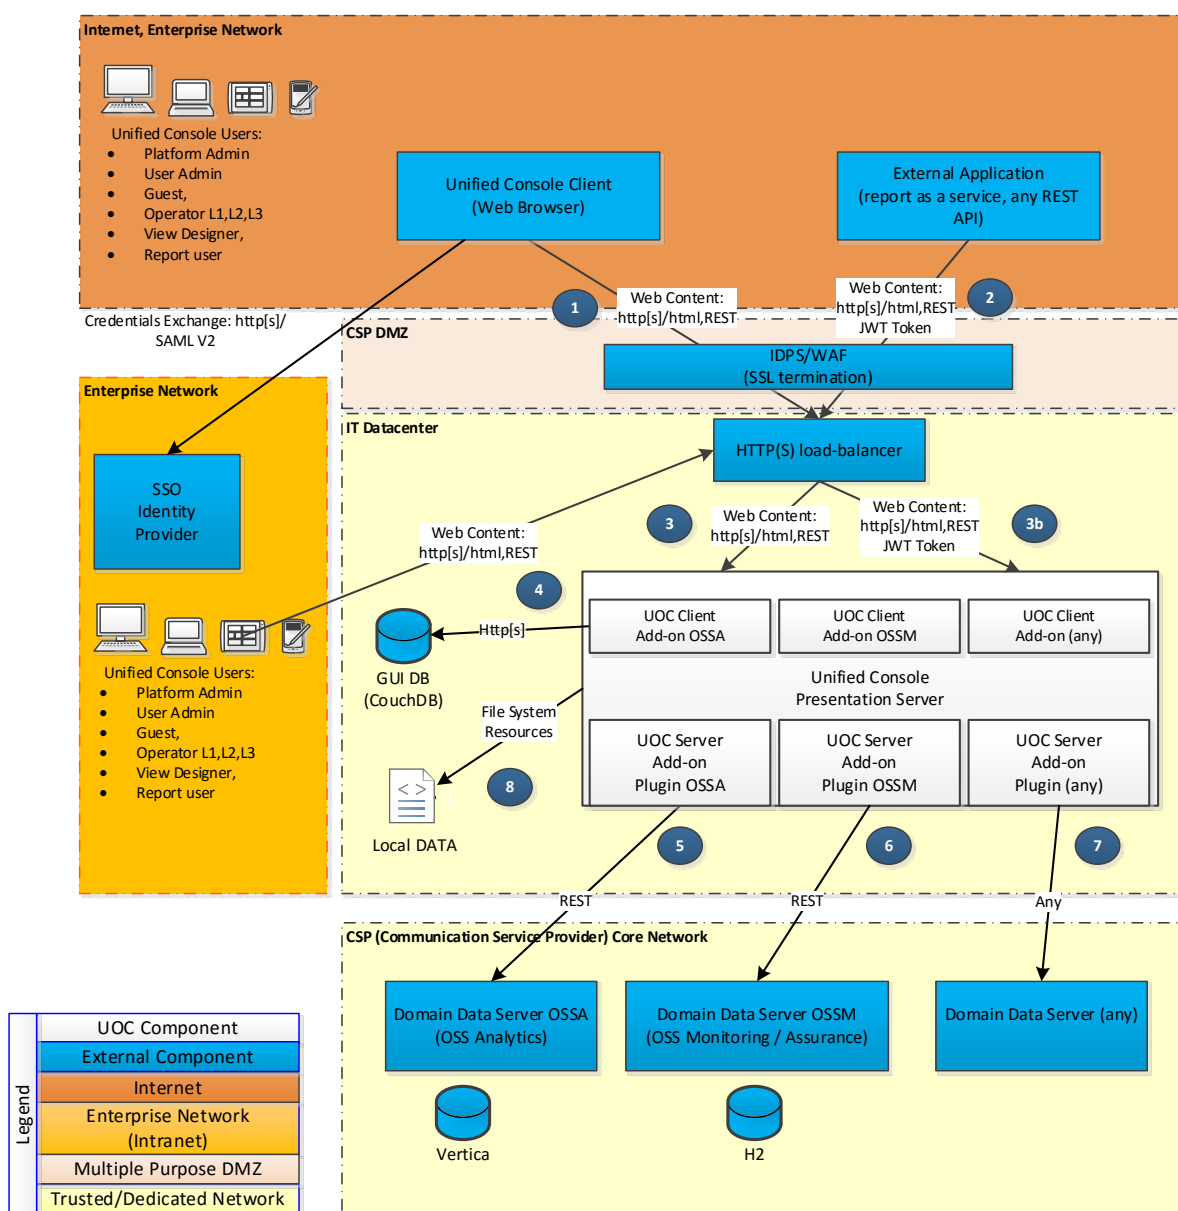 Internet, Enterprise Network
Unified Console Users:
• Platform Admin
• User Admin
• Guest,
• Operator L1,L2,L3
• View Designer,
• Report user
Unified Console Client
(Web Browser)
External Application
(report as a service, any REST
API)
1
Web Content:
http[s]/html,REST
Web Content:
http[s]/html,REST
JWT Token
2
Credentials Exchange: http[s]/
SAML V2
CSP DMZ
IDPS/WAF
(SSL termination)
Enterprise Network
SSO
Identity
Provider
Unified Console Users:
• Platform Admin
• User Admin
• Guest,
• Operator L1,L2,L3
• View Designer,
• Report user
IT Datacenter
HTTP(S) load-balancer
Web Content:
http[s]/html,REST
3
Web Content:
http[s]/html,REST
Web Content:
http[s]/html,REST
JWT Token
3b
4
Http[s]
GUI DB
(CouchDB)
UOC Client
Add-on OSSA
UOC Client
Add-on OSSM
UOC Client
Add-on (any)
Unified Console
Presentation Server
File System
Resources
UOC Server
Add-on
Plugin OSSA
UOC Server
Add-on
Plugin OSSM
UOC Server
Add-on
Plugin (any)
< >
8
Local DATA
5
6
7
REST
REST
Any
CSP (Communication Service Provider) Core Network
Domain Data Server OSSA
(OSS Analytics)
Domain Data Server OSSM
(OSS Monitoring / Assurance)
Domain Data Server (any)
Vertica
H2
Legend
UOC Component
External Component
Internet
Enterprise Network
(Intranet)
Multiple Purpose DMZ
Trusted/Dedicated Network